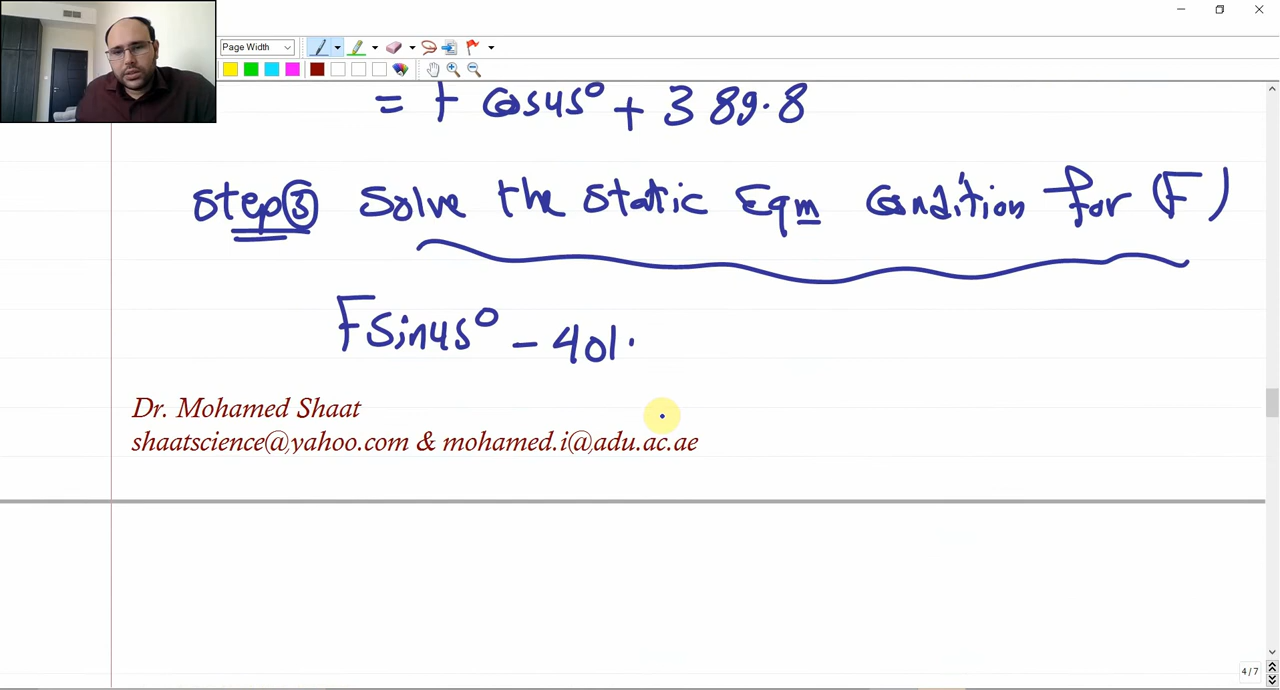 Page Width
= F cos45° + 389.8
step③ solve the static Eqm condition for (F)
Fsin45° - 401.
Dr. Mohamed Shaat
shaatscience@yahoo.com & mohamed.i@adu.ac.ae
4/7